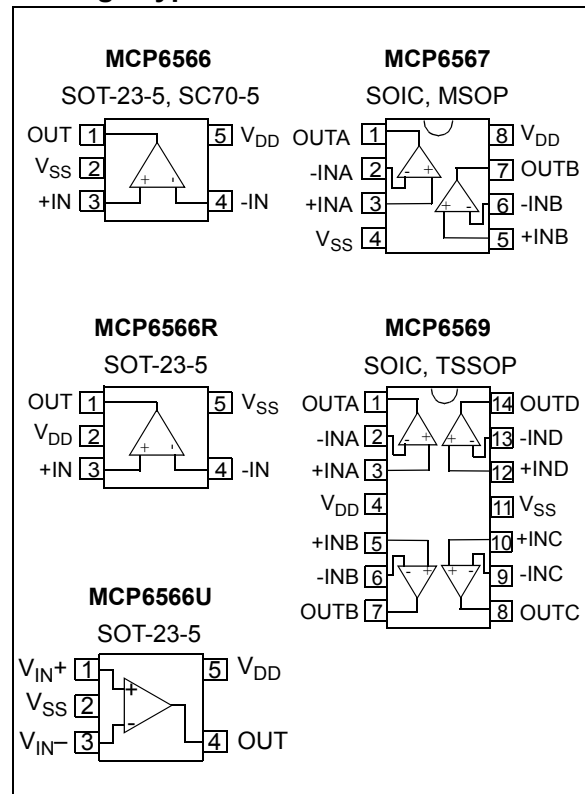 MCP6566
SOT-23-5, SC70-5
OUT 1 5 VDD
VSS 2
+IN 3 4 -IN
+ -
MCP6567
SOIC, MSOP
OUTA 1 8 VDD
-INA 2 7 OUTB
+INA 3 6 -INB
VSS 4 5 +INB
- +
+ -
MCP6566R
SOT-23-5
OUT 1 5 VSS
VDD 2
+IN 3 4 -IN
+ -
MCP6569
SOIC, TSSOP
OUTA 1 14 OUTD
-INA 2 13 -IND
+INA 3 12 +IND
VDD 4 11 VSS
+INB 5 10 +INC
-INB 6 9 -INC
OUTB 7 8 OUTC
- + + -
- + + -
MCP6566U
SOT-23-5
VIN+ 1 5 VDD
VSS 2
VIN– 3 4 OUT
+
-